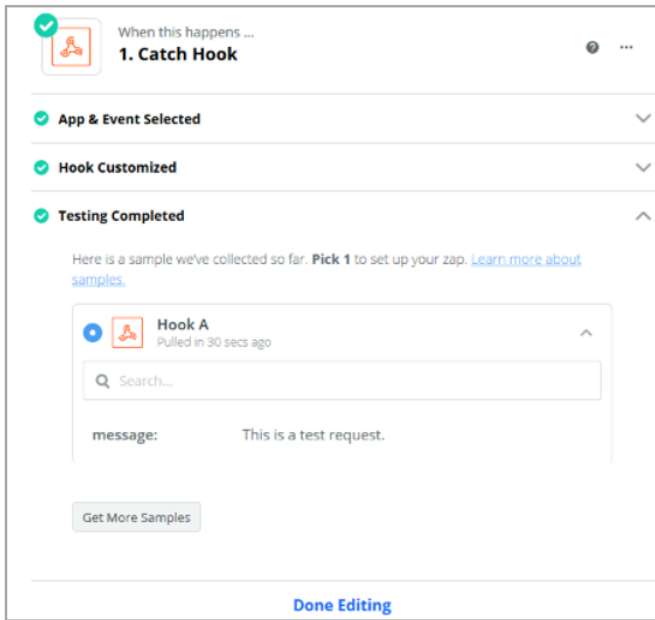 When this happens ...
1. Catch Hook
App & Event Selected
Hook Customized
Testing Completed
Here is a sample we've collected so far. Pick 1 to set up your zap. Learn more about
samples.
Hook A
Pulled in 30 secs ago
Search...
message: This is a test request.
Get More Samples
Done Editing